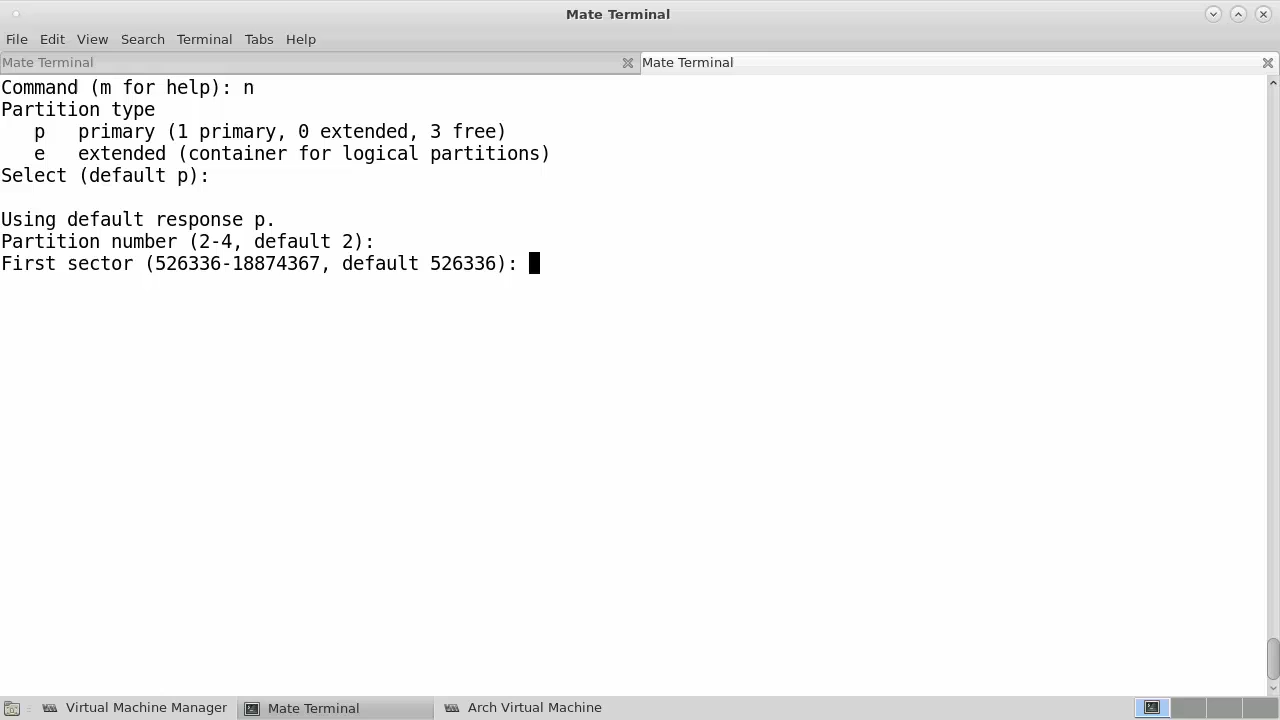 Mate Terminal
File Edit View Search Terminal Tabs Help
Mate Terminal Mate Terminal
Command (m for help): n
Partition type
   p   primary (1 primary, 0 extended, 3 free)
   e   extended (container for logical partitions)
Select (default p):
Using default response p.
Partition number (2-4, default 2):
First sector (526336-18874367, default 526336):
Virtual Machine Manager Mate Terminal Arch Virtual Machine